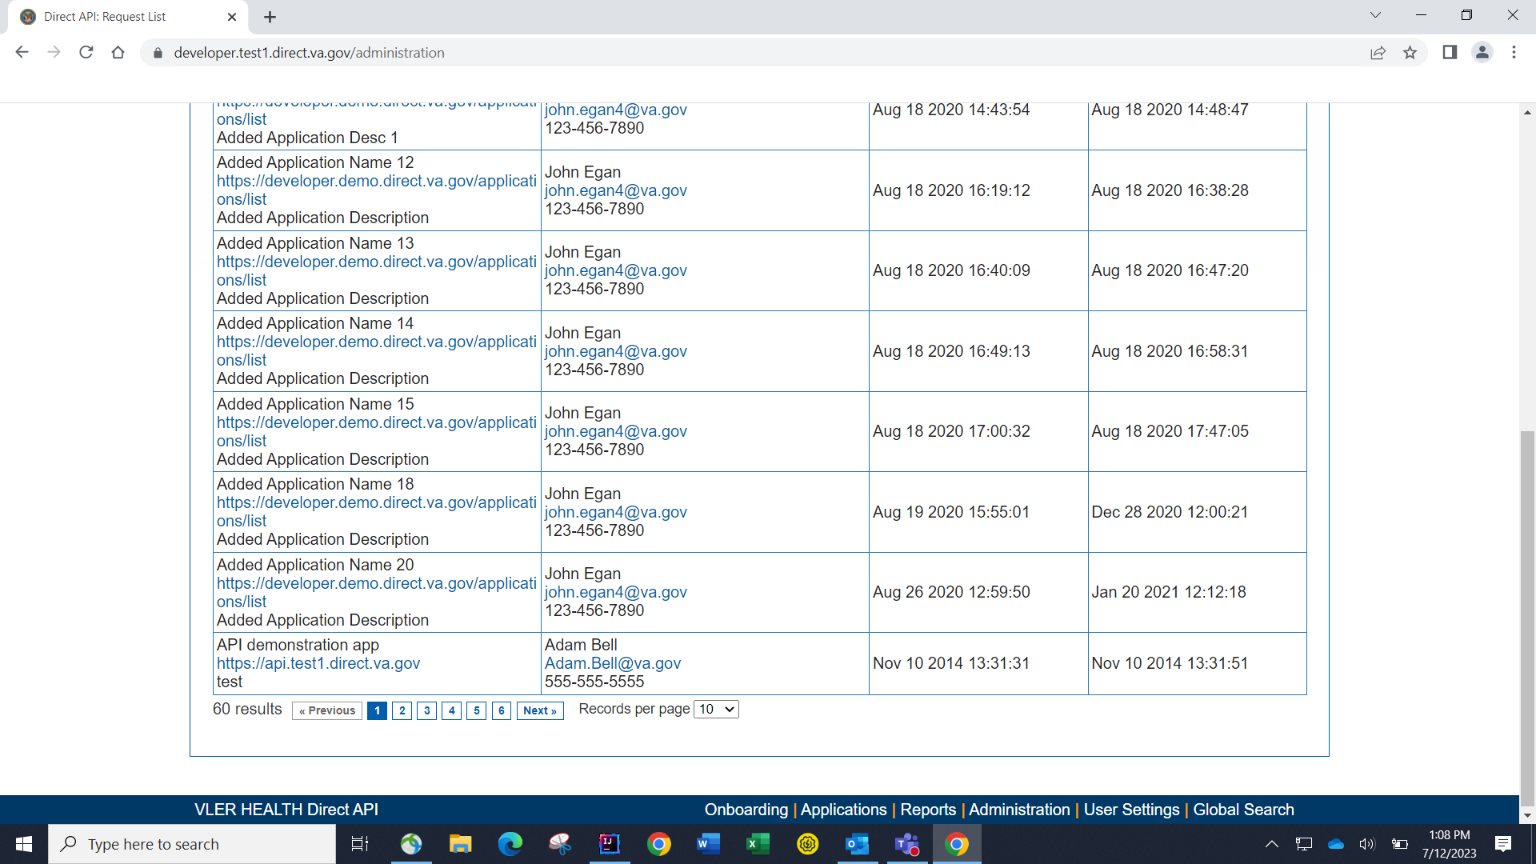 Direct API: Request List
developer.test1.direct.va.gov/administration
https://developer.demo.direct.va.gov/applicati
ons/list
Added Application Desc 1
john.egan4@va.gov
123-456-7890
Aug 18 2020 14:43:54
Aug 18 2020 14:48:47
Added Application Name 12
https://developer.demo.direct.va.gov/applicati
ons/list
Added Application Description
John Egan
john.egan4@va.gov
123-456-7890
Aug 18 2020 16:19:12
Aug 18 2020 16:38:28
Added Application Name 13
https://developer.demo.direct.va.gov/applicati
ons/list
Added Application Description
John Egan
john.egan4@va.gov
123-456-7890
Aug 18 2020 16:40:09
Aug 18 2020 16:47:20
Added Application Name 14
https://developer.demo.direct.va.gov/applicati
ons/list
Added Application Description
John Egan
john.egan4@va.gov
123-456-7890
Aug 18 2020 16:49:13
Aug 18 2020 16:58:31
Added Application Name 15
https://developer.demo.direct.va.gov/applicati
ons/list
Added Application Description
John Egan
john.egan4@va.gov
123-456-7890
Aug 18 2020 17:00:32
Aug 18 2020 17:47:05
Added Application Name 18
https://developer.demo.direct.va.gov/applicati
ons/list
Added Application Description
John Egan
john.egan4@va.gov
123-456-7890
Aug 19 2020 15:55:01
Dec 28 2020 12:00:21
Added Application Name 20
https://developer.demo.direct.va.gov/applicati
ons/list
Added Application Description
John Egan
john.egan4@va.gov
123-456-7890
Aug 26 2020 12:59:50
Jan 20 2021 12:12:18
API demonstration app
https://api.test1.direct.va.gov
test
Adam Bell
Adam.Bell@va.gov
555-555-5555
Nov 10 2014 13:31:31
Nov 10 2014 13:31:51
60 results « Previous 1 2 3 4 5 6 Next » Records per page 10
VLER HEALTH Direct API Onboarding | Applications | Reports | Administration | User Settings | Global Search
Type here to search
1:08 PM
7/12/2023